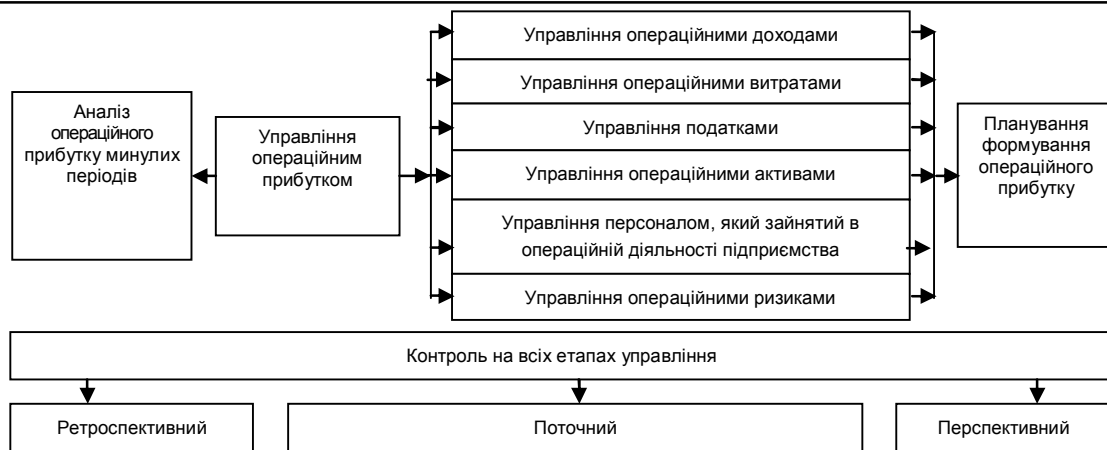 Аналіз
операційного
прибутку минулих
періодів
Управління
операційним
прибутком
Управління операційними доходами
Управління операційними витратами
Управління податками
Управління операційними активами
Управління персоналом, який зайнятий в
операційній діяльності підприємства
Управління операційними ризиками
Планування
формування
операційного
прибутку
Контроль на всіх етапах управління
Ретроспективний
Поточний
Перспективний